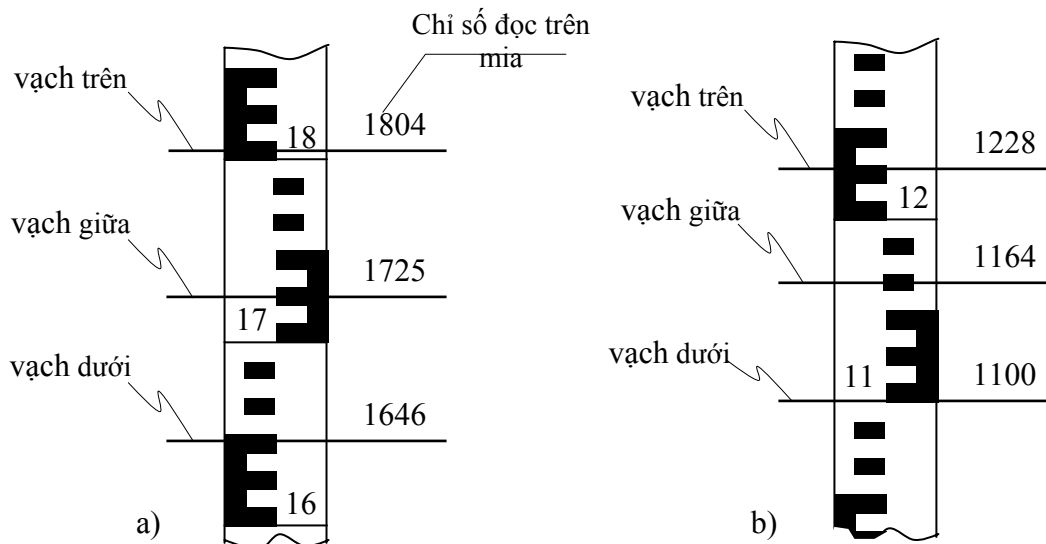 Chỉ số đọc trên
mia
vạch trên
1804
18
vạch giữa
1725
17
vạch dưới
1646
16
a)
vạch trên
1228
12
vạch giữa
1164
vạch dưới
11
1100
b)